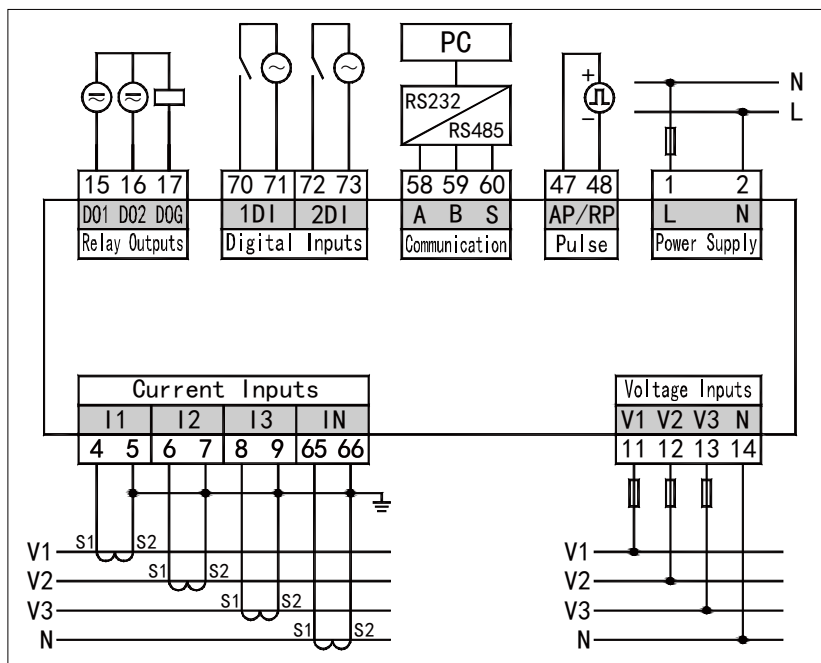 PC
RS232
RS485
+
−
N
L
15 16 17
70 71 72 73
58 59 60
47 48
1 2
DO1 DO2 DOG
1DI 2DI
A B S
AP/RP
L N
Relay Outputs
Digital Inputs
Communication
Pulse
Power Supply
Current Inputs
I1 I2 I3 IN
4 5 6 7 8 9 65 66
Voltage Inputs
V1 V2 V3 N
11 12 13 14
V1 S1 S2
V2 S1 S2
V3 S1 S2
N S1 S2
V1
V2
V3
N